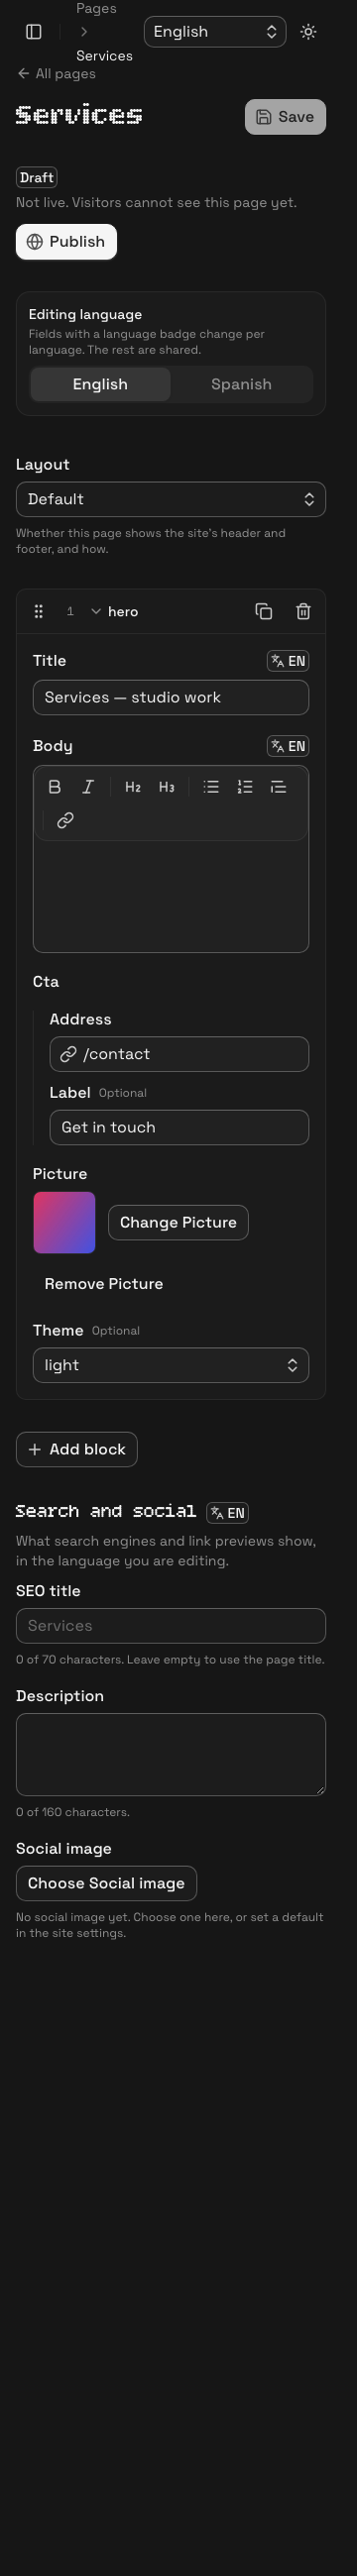 Pages
English
Services
All pages
Services
Save
Draft
Not live. Visitors cannot see this page yet.
Publish
Editing language
Fields with a language badge change per
language. The rest are shared.
English
Spanish
Layout
Default
Whether this page shows the site's header and
footer, and how.
1
hero
Title
EN
Services — studio work
Body
EN
B I H2 H3
Cta
Address
/contact
Label Optional
Get in touch
Picture
Change Picture
Remove Picture
Theme Optional
light
Add block
Search and social
EN
What search engines and link previews show,
in the language you are editing.
SEO title
Services
0 of 70 characters. Leave empty to use the page title.
Description
0 of 160 characters.
Social image
Choose Social image
No social image yet. Choose one here, or set a default
in the site settings.